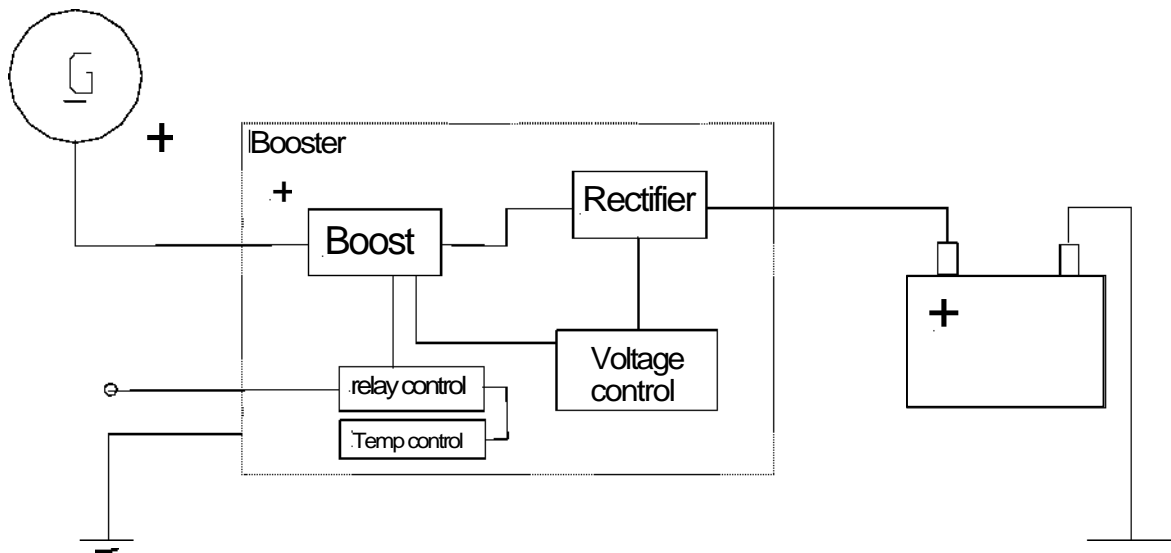 G
+
Booster
+
Rectifier
Boost
+
Voltage
control
relay control
Temp control